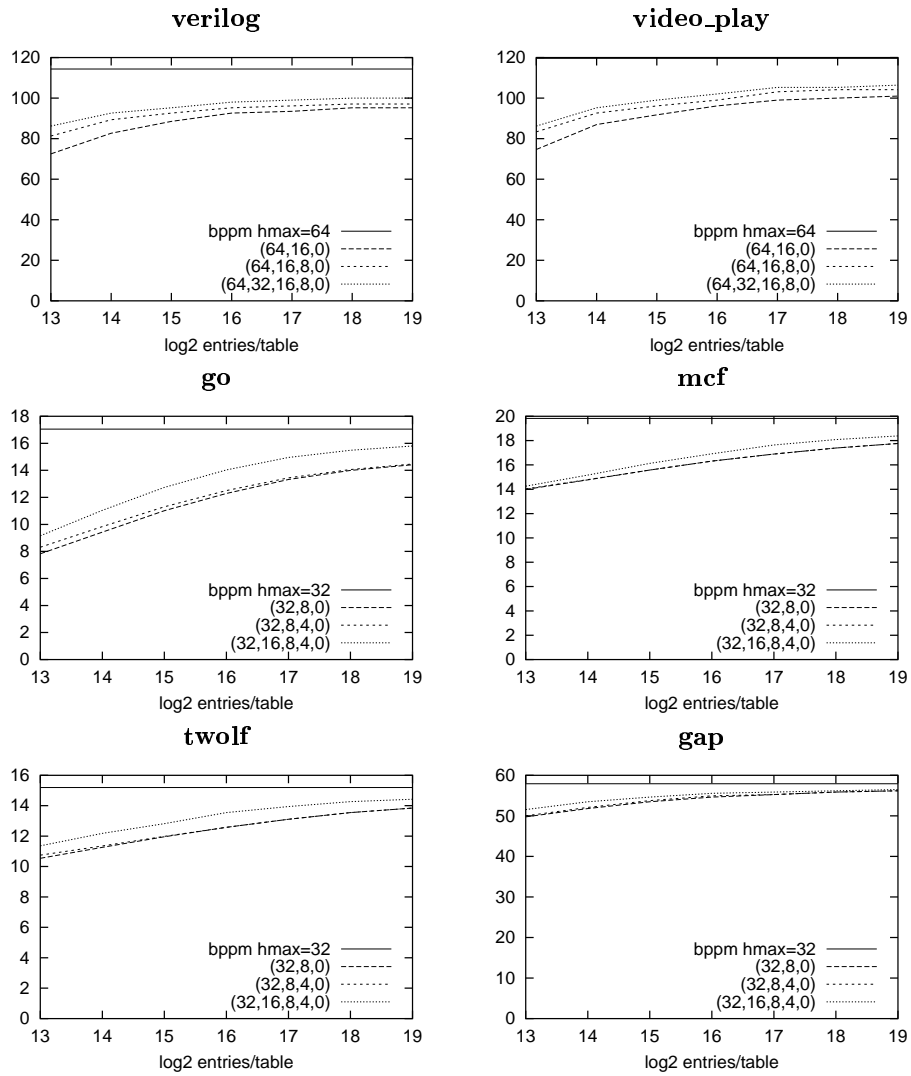 verilog
120
100
80
60
40
20
0
bppm hmax=64
(64,16,0)
(64,16,8,0)
(64,32,16,8,0)
13 14 15 16 17 18 19
log2 entries/table
video_play
120
100
80
60
40
20
0
bppm hmax=64
(64,16,0)
(64,16,8,0)
(64,32,16,8,0)
13 14 15 16 17 18 19
log2 entries/table
go
18
16
14
12
10
8
6
4
2
0
bppm hmax=32
(32,8,0)
(32,8,4,0)
(32,16,8,4,0)
13 14 15 16 17 18 19
log2 entries/table
mcf
20
18
16
14
12
10
8
6
4
2
0
bppm hmax=32
(32,8,0)
(32,8,4,0)
(32,16,8,4,0)
13 14 15 16 17 18 19
log2 entries/table
twolf
16
14
12
10
8
6
4
2
0
bppm hmax=32
(32,8,0)
(32,8,4,0)
(32,16,8,4,0)
13 14 15 16 17 18 19
log2 entries/table
gap
60
50
40
30
20
10
0
bppm hmax=32
(32,8,0)
(32,8,4,0)
(32,16,8,4,0)
13 14 15 16 17 18 19
log2 entries/table